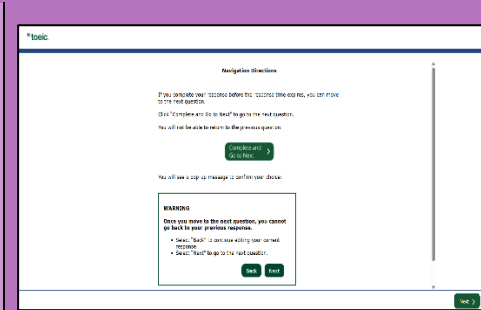 *toeic.
Navigation Directions
If you complete your response before the response time expires, you can move
to the next question.
Click "Complete and Go to Next" to go to the next question.
You will not be able to return to the previous question.
Complete and
Go to Next
You will see a pop-up message to confirm your choice:
WARNING
Once you move to the next question, you cannot
go back to your previous response.
• Select "Back" to continue editing your current
response.
• Select "Next" to go to the next question.
Back Next
Next